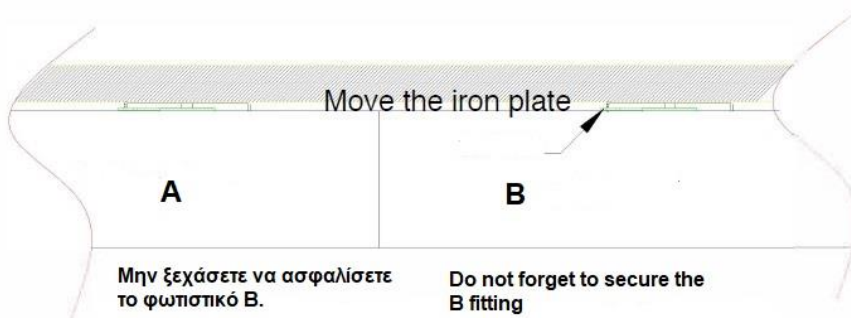 Move the iron plate
A
B
Μην ξεχάσετε να ασφαλίσετε
το φωτιστικό Β.
Do not forget to secure the
B fitting